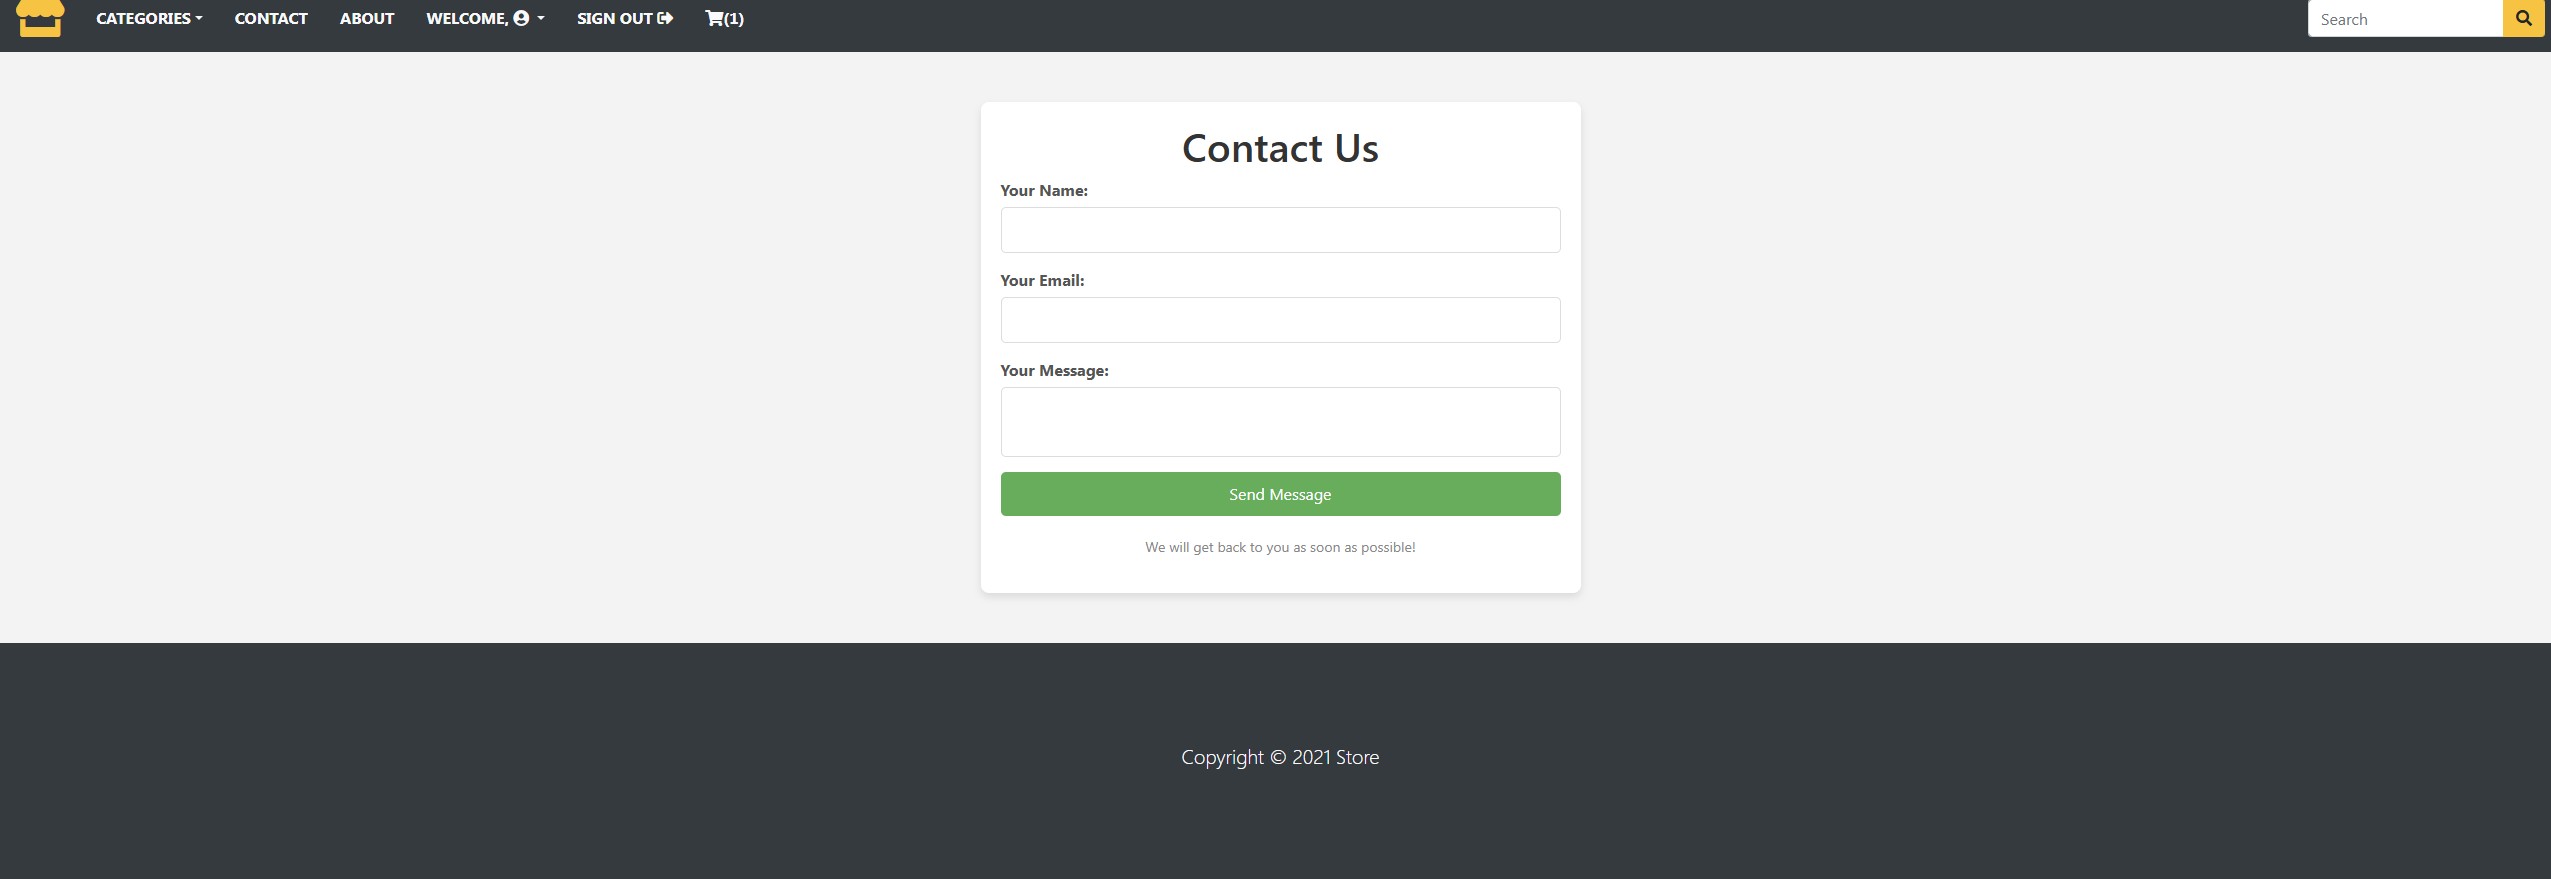 CATEGORIES CONTACT ABOUT WELCOME, SIGN OUT (1) Search
Contact Us
Your Name:
Your Email:
Your Message:
Send Message
We will get back to you as soon as possible!
Copyright © 2021 Store